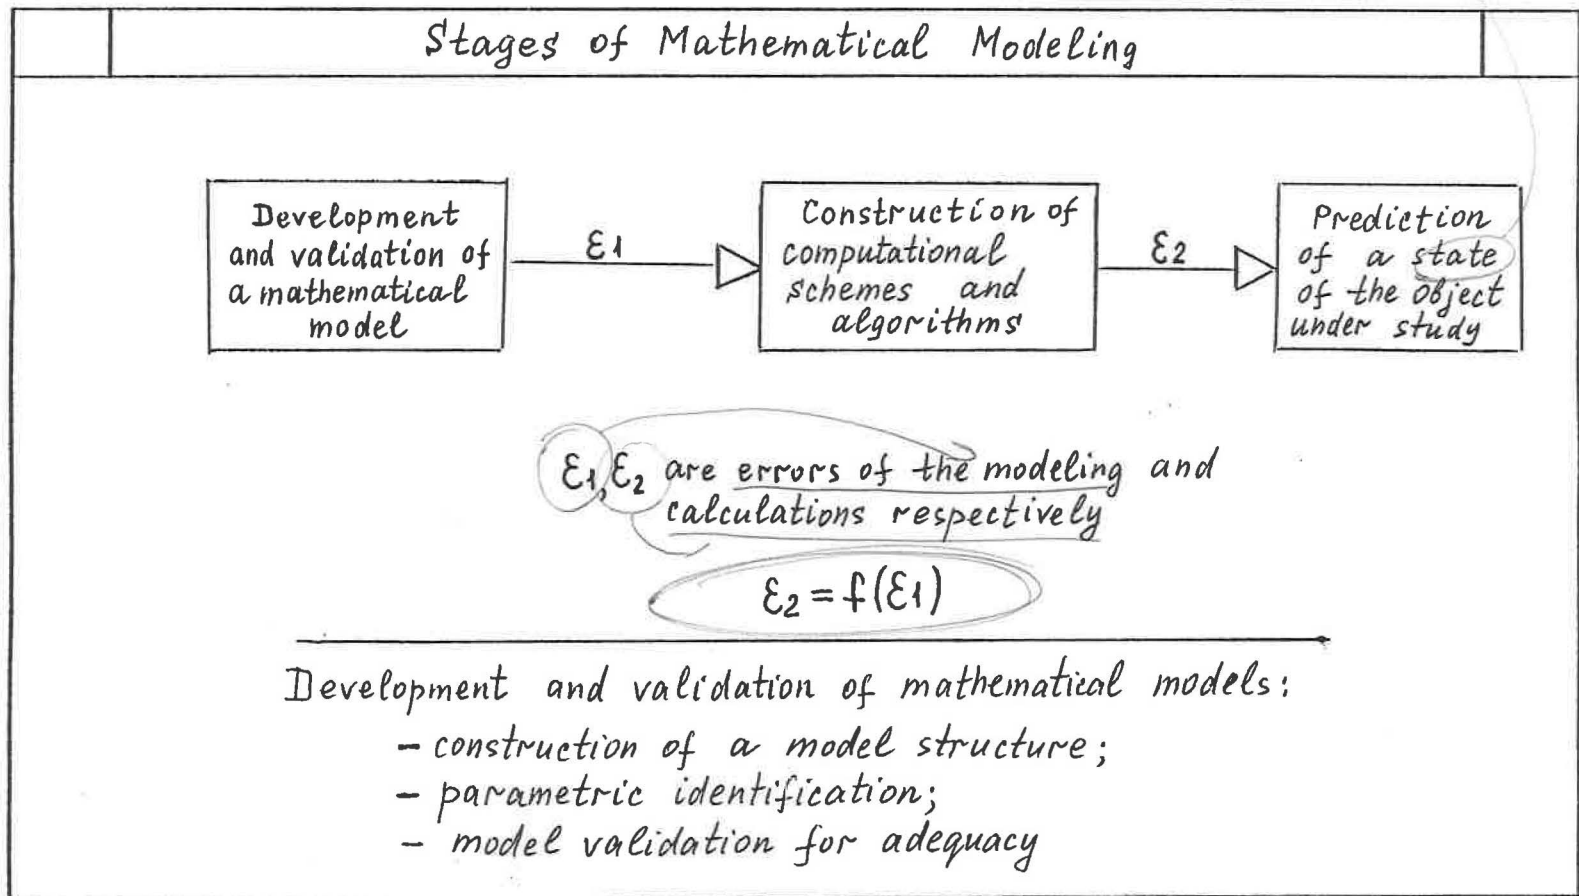 Stages of Mathematical Modeling
Development
and validation of
a mathematical
model
ε1
Construction of
computational
schemes and
algorithms
ε2
Prediction
of a state
of the object
under study
ε1, ε2 are errors of the modeling and
calculations respectively
ε2 = f(ε1)
Development and validation of mathematical models:
- construction of a model structure;
- parametric identification;
- model validation for adequacy